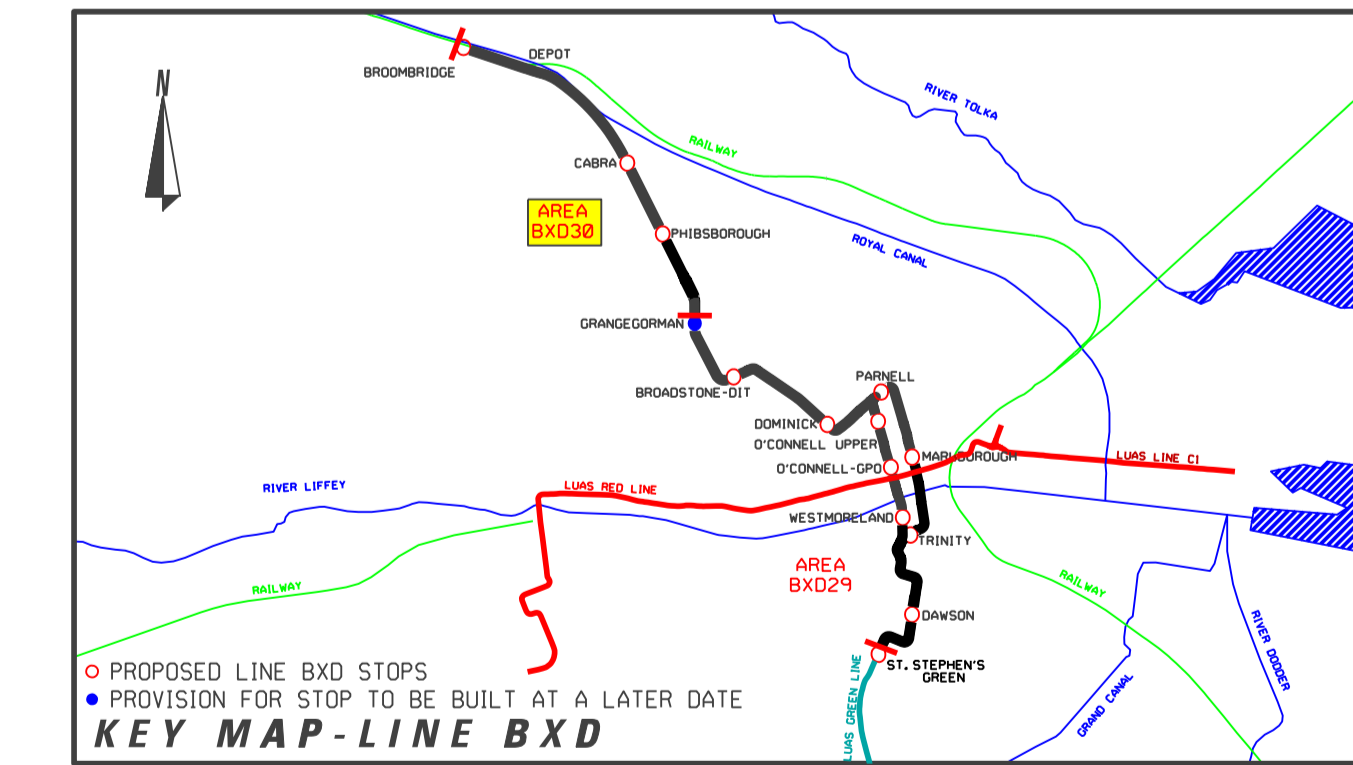 N
BROOMBRIDGE
DEPOT
RIVER TOLKA
RAILWAY
CABRA
AREA
BXD30
PHIBSBOROUGH
ROYAL CANAL
GRANGEGORMAN
BROADSTONE-DIT
PARNELL
DOMINICK
O'CONNELL UPPER
O'CONNELL-GPO
MARLBOROUGH
LUAS LINE C1
RIVER LIFFEY
LUAS RED LINE
WESTMORELAND
TRINITY
AREA
BXD29
RAILWAY
RAILWAY
DAWSON
RIVER DODDER
ST. STEPHEN'S
GREEN
LUAS GREEN LINE
GRAND CANAL
PROPOSED LINE BXD STOPS
PROVISION FOR STOP TO BE BUILT AT A LATER DATE
KEY MAP-LINE BXD